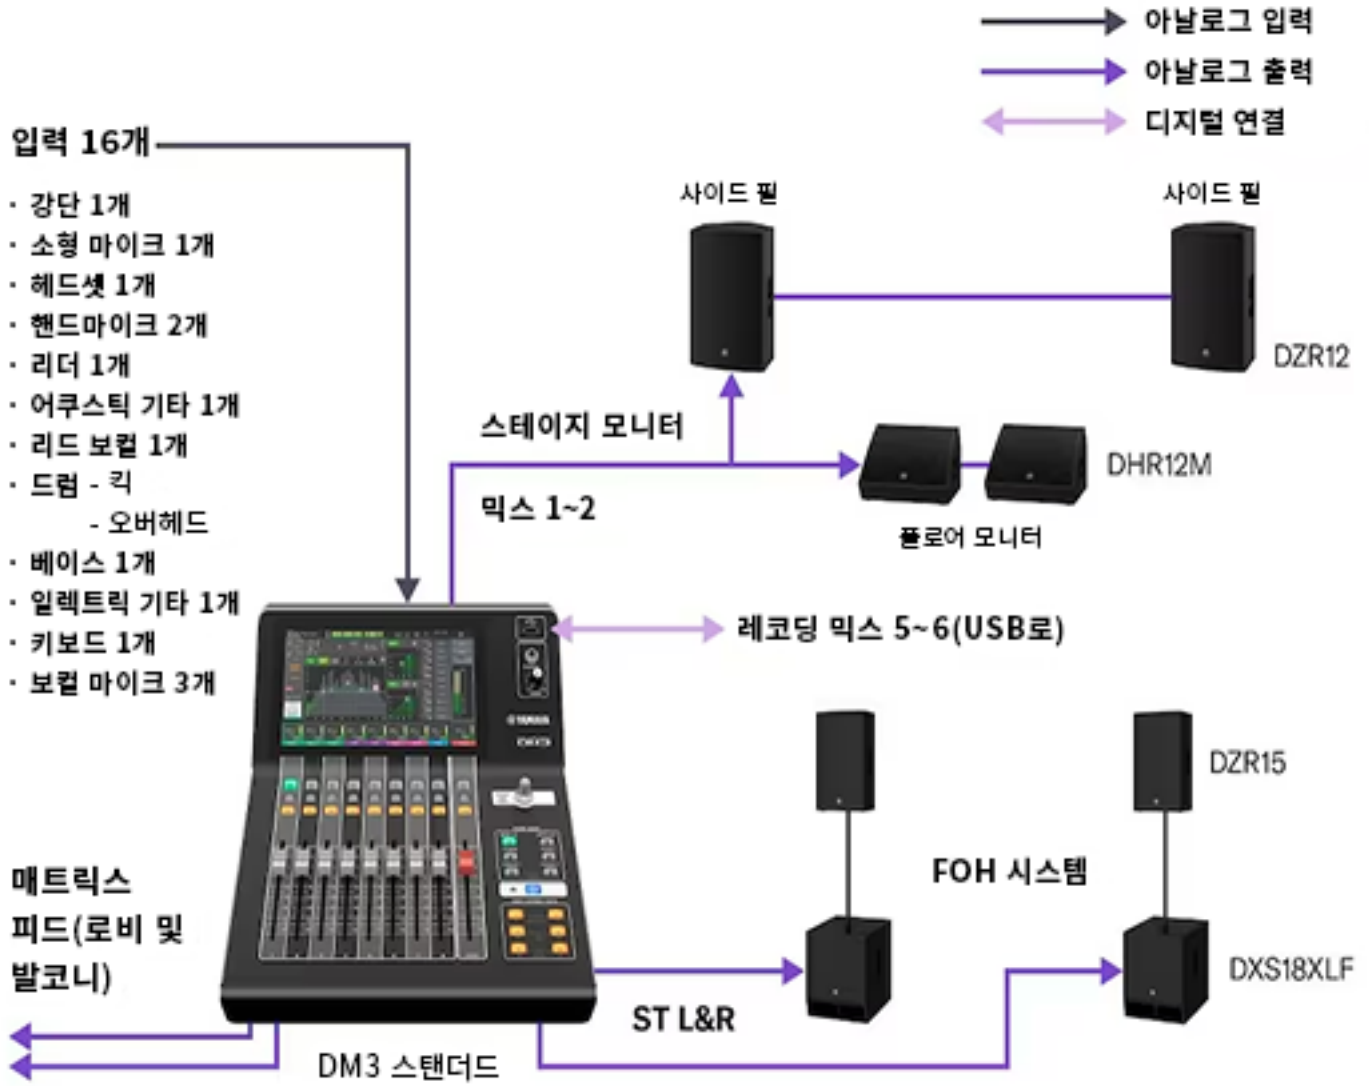 아날로그 입력
아날로그 출력
디지털 연결
입력 16개
· 강단 1개
· 소형 마이크 1개
· 헤드셋 1개
· 핸드마이크 2개
· 리더 1개
· 어쿠스틱 기타 1개
· 리드 보컬 1개
· 드럼 - 킥
- 오버헤드
· 베이스 1개
· 일렉트릭 기타 1개
· 키보드 1개
· 보컬 마이크 3개
사이드 필
사이드 필
DZR12
스테이지 모니터
믹스 1~2
DHR12M
플로어 모니터
레코딩 믹스 5~6(USB로)
YAMAHA
DM3
DZR15
FOH 시스템
DXS18XLF
ST L&R
매트릭스
피드(로비 및
발코니)
DM3 스탠더드